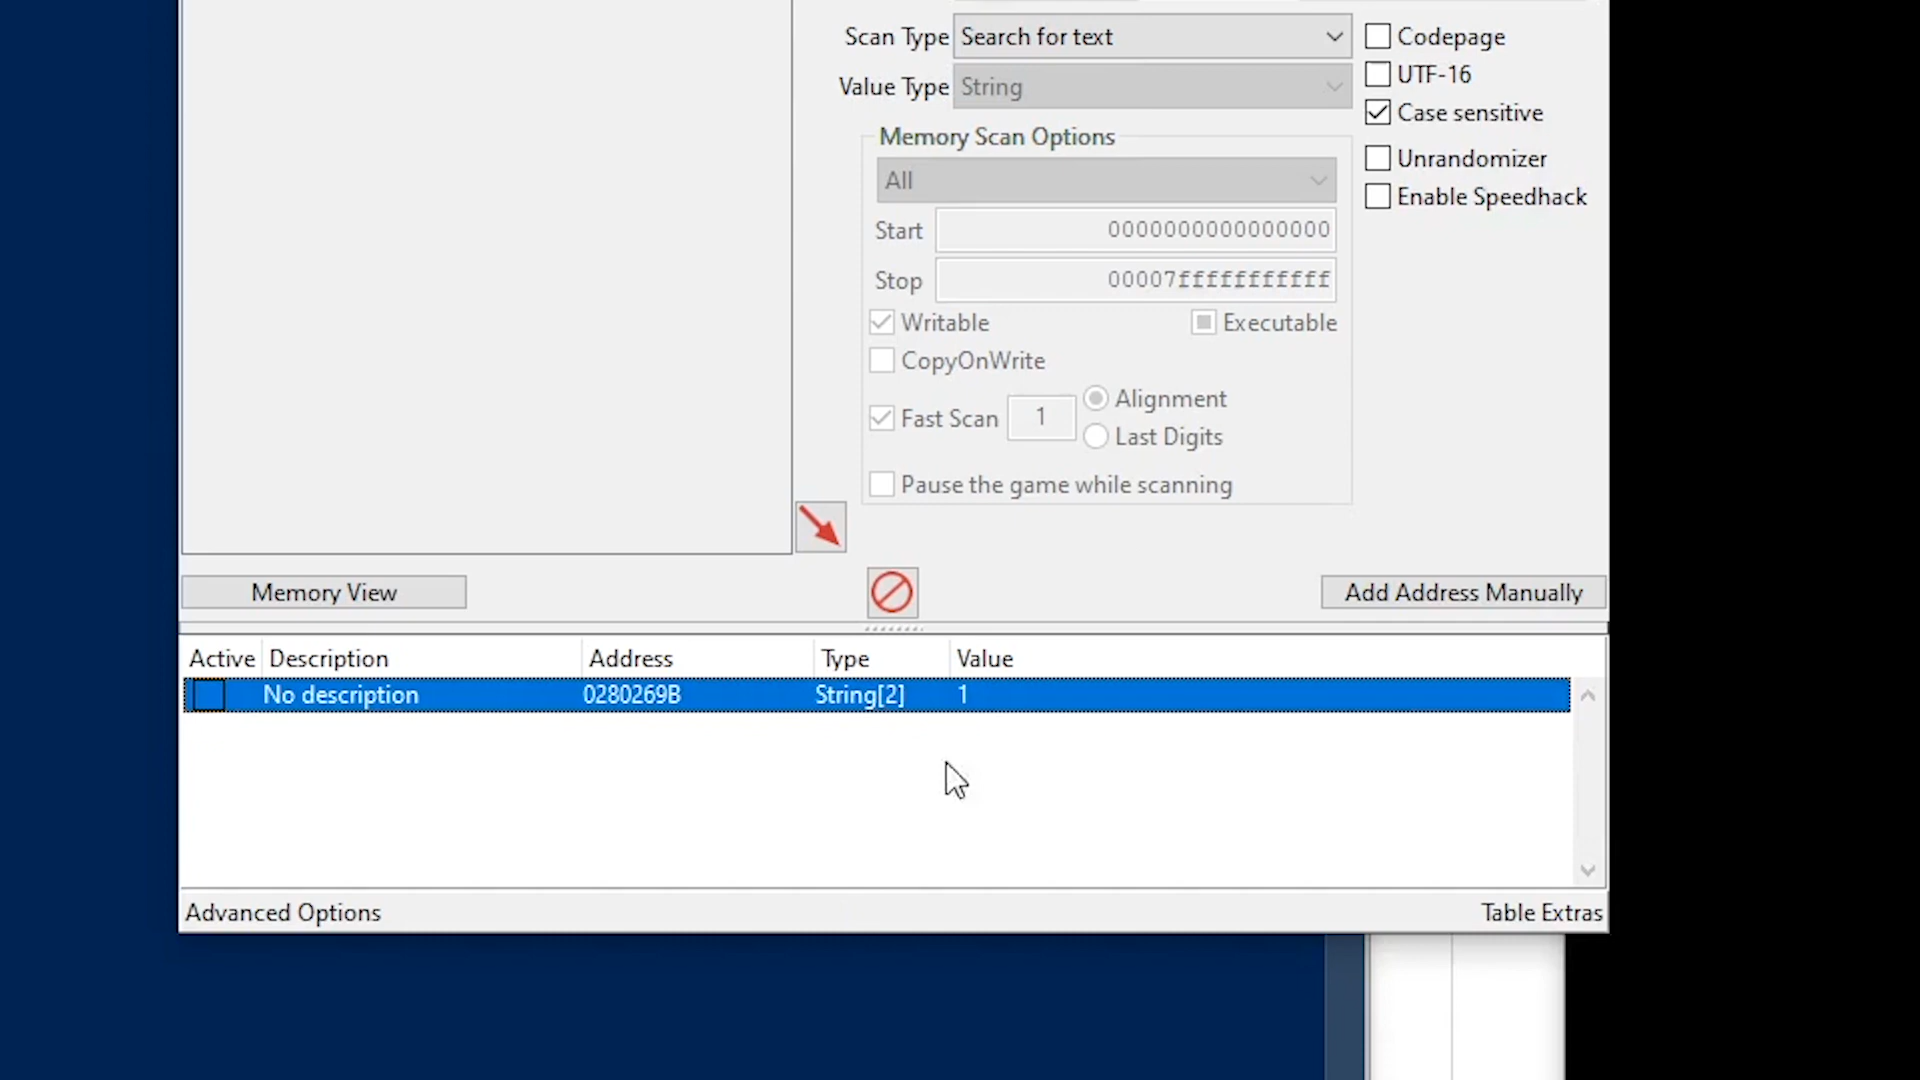 Scan Type Search for text Codepage
Value Type String UTF-16
Case sensitive
Memory Scan Options
All
Unrandomizer
Enable Speedhack
Start 0000000000000000
Stop 00007fffffffffff
Writable Executable
CopyOnWrite
Fast Scan 1 Alignment
Last Digits
Pause the game while scanning
Memory View Add Address Manually
Active Description Address Type Value
No description 0280269B String[2] 1
Advanced Options Table Extras